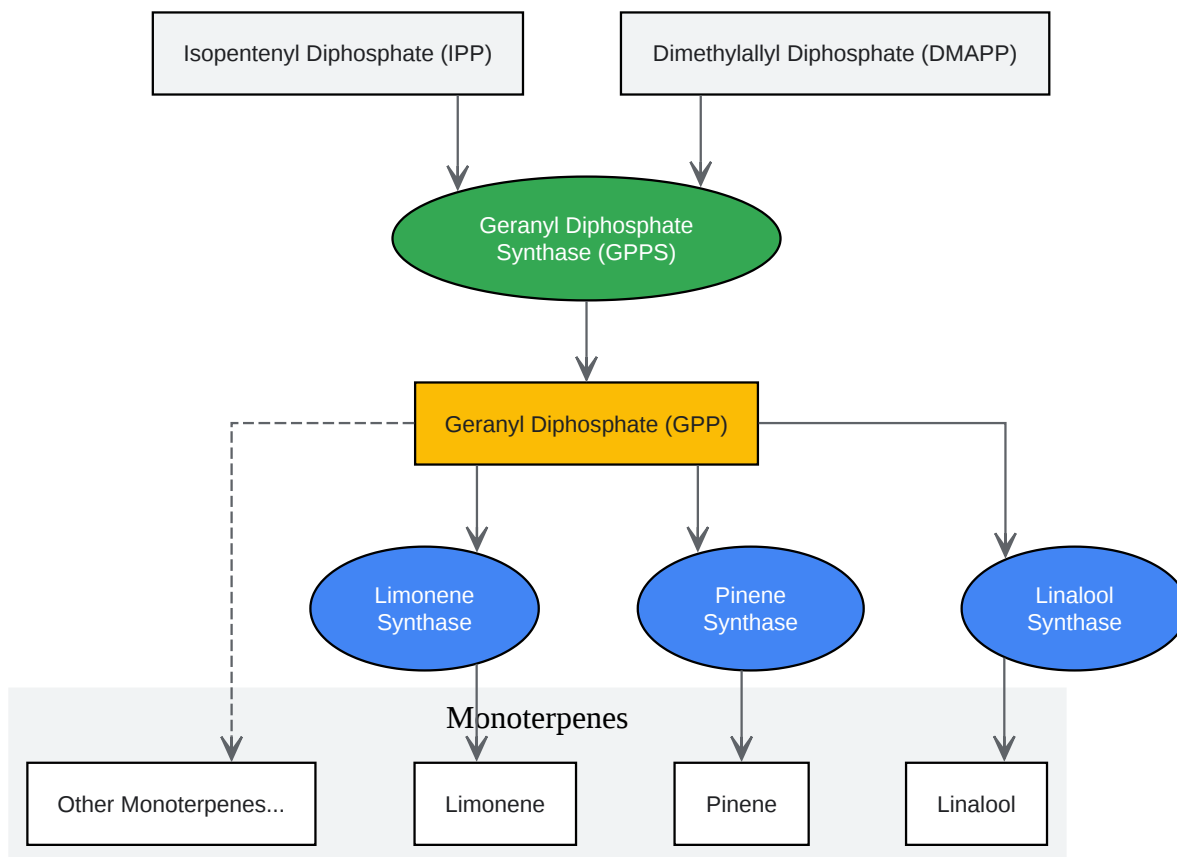 Isopentenyl Diphosphate (IPP)
Dimethylallyl Diphosphate (DMAPP)
Geranyl Diphosphate
Synthase (GPPS)
Geranyl Diphosphate (GPP)
Limonene
Synthase
Pinene
Synthase
Linalool
Synthase
Monoterpenes
Other Monoterpenes...
Limonene
Pinene
Linalool